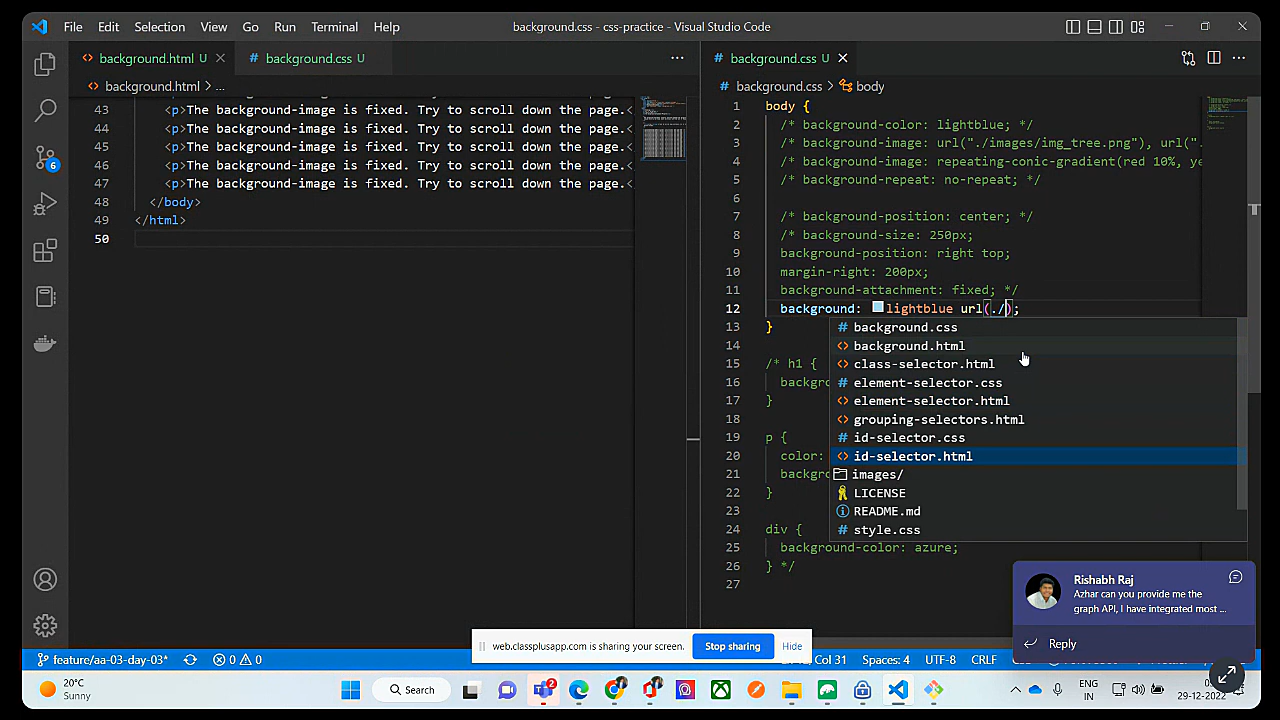 File Edit Selection View Go Run Terminal Help
background.css - css-practice - Visual Studio Code
background.html U
background.css U
background.html > ...
43 <p>The background-image is fixed. Try to scroll down the page.<
44 <p>The background-image is fixed. Try to scroll down the page.<
45 <p>The background-image is fixed. Try to scroll down the page.<
46 <p>The background-image is fixed. Try to scroll down the page.<
47 <p>The background-image is fixed. Try to scroll down the page.<
48 </body>
49 </html>
50
background.css U
background.css > body
1 body {
2 /* background-color: lightblue; */
3 /* background-image: url("./images/img_tree.png"), url(".
4 /* background-image: repeating-conic-gradient(red 10%, ye
5 /* background-repeat: no-repeat; */
6
7 /* background-position: center; */
8 /* background-size: 250px;
9 background-position: right top;
10 margin-right: 200px;
11 background-attachment: fixed; */
12 background: lightblue url(./);
13 }
14
15 /* h1 {
16 backgro
17 }
18
19 p {
20 color:
21 backgro
22 }
23
24 div {
25 background-color: azure;
26 } */
27
background.css
background.html
class-selector.html
element-selector.css
element-selector.html
grouping-selectors.html
id-selector.css
id-selector.html
images/
LICENSE
README.md
style.css
6
Rishabh Raj
Azhar can you provide me the
graph API, I have integrated most ...
Reply
web.classplusapp.com is sharing your screen.
Stop sharing
Hide
feature/aa-03-day-03* 0 0
Col 31 Spaces: 4 UTF-8 CRLF
20°C
Sunny
Search
2
ENG
IN
29-12-2022